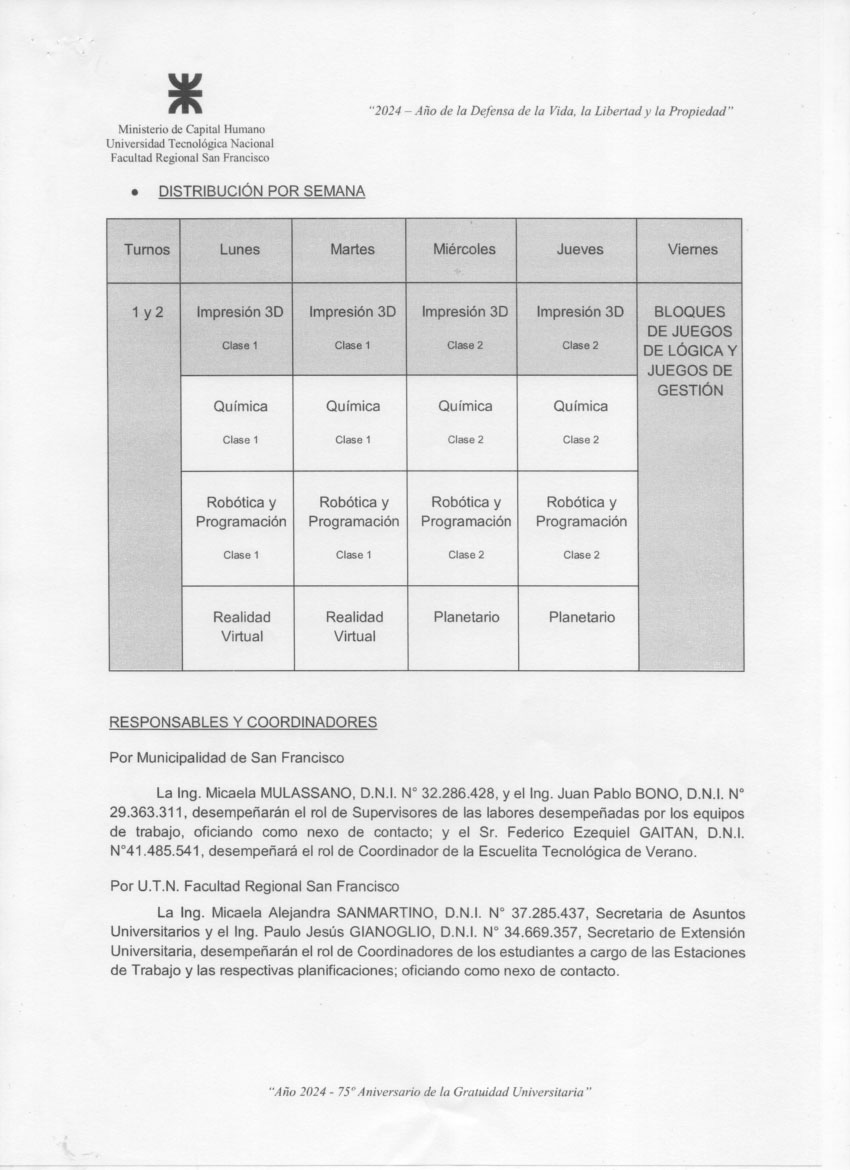 "2024 – Año de la Defensa de la Vida, la Libertad y la Propiedad"
Ministerio de Capital Humano
Universidad Tecnológica Nacional
Facultad Regional San Francisco
● DISTRIBUCIÓN POR SEMANA
Turnos Lunes Martes Miércoles Jueves Viernes
1 y 2 Impresión 3D Impresión 3D Impresión 3D Impresión 3D BLOQUES
DE JUEGOS
Clase 1 Clase 1 Clase 2 Clase 2 DE LÓGICA Y
JUEGOS DE
GESTIÓN
Química Química Química Química
Clase 1 Clase 1 Clase 2 Clase 2
Robótica y Robótica y Robótica y Robótica y
Programación Programación Programación Programación
Clase 1 Clase 1 Clase 2 Clase 2
Realidad Realidad Planetario Planetario
Virtual Virtual
RESPONSABLES Y COORDINADORES
Por Municipalidad de San Francisco
La Ing. Micaela MULASSANO, D.N.I. N° 32.286.428, y el Ing. Juan Pablo BONO, D.N.I. N°
29.363.311, desempeñarán el rol de Supervisores de las labores desempeñadas por los equipos
de trabajo, oficiando como nexo de contacto; y el Sr. Federico Ezequiel GAITAN, D.N.I.
N°41.485.541, desempeñará el rol de Coordinador de la Escuelita Tecnológica de Verano.
Por U.T.N. Facultad Regional San Francisco
La Ing. Micaela Alejandra SANMARTINO, D.N.I. N° 37.285.437, Secretaria de Asuntos
Universitarios y el Ing. Paulo Jesús GIANOGLIO, D.N.I. N° 34.669.357, Secretario de Extensión
Universitaria, desempeñarán el rol de Coordinadores de los estudiantes a cargo de las Estaciones
de Trabajo y las respectivas planificaciones; oficiando como nexo de contacto.
"Año 2024 - 75º Aniversario de la Gratuidad Universitaria"